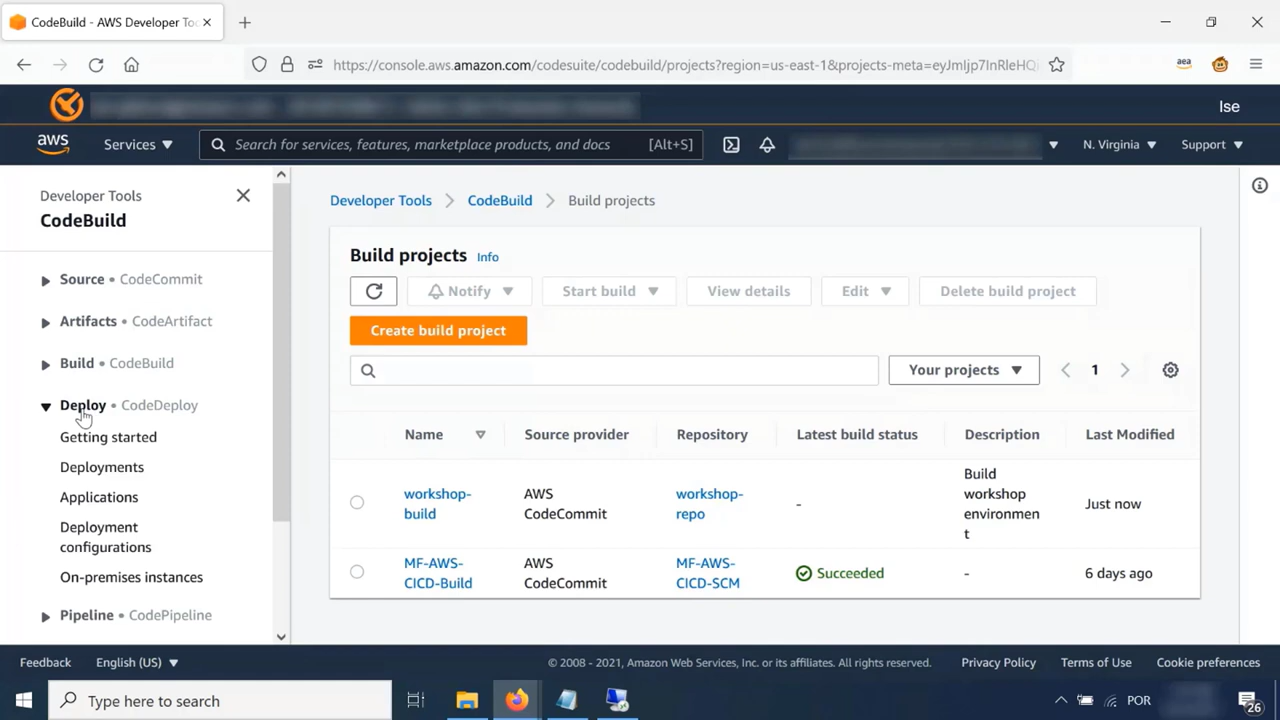 CodeBuild - AWS Developer Too
https://console.aws.amazon.com/codesuite/codebuild/projects?region=us-east-1&projects-meta=eyJmIjp7InRleHQi
aea
Ise
aws
Services
Search for services, features, marketplace products, and docs [Alt+S]
N. Virginia
Support
Developer Tools
CodeBuild
Source • CodeCommit
Artifacts • CodeArtifact
Build • CodeBuild
Deploy • CodeDeploy
Getting started
Deployments
Applications
Deployment
configurations
On-premises instances
Pipeline • CodePipeline
Developer Tools > CodeBuild > Build projects
Build projects Info
Notify
Start build
View details
Edit
Delete build project
Create build project
Your projects
1
Name Source provider Repository Latest build status Description Last Modified
workshop-
build
AWS
CodeCommit
workshop-
repo
-
Build
workshop
environmen
t
Just now
MF-AWS-
CICD-Build
AWS
CodeCommit
MF-AWS-
CICD-SCM
Succeeded
-
6 days ago
Feedback
English (US)
© 2008 - 2021, Amazon Web Services, Inc. or its affiliates. All rights reserved.
Privacy Policy
Terms of Use
Cookie preferences
Type here to search
POR
26